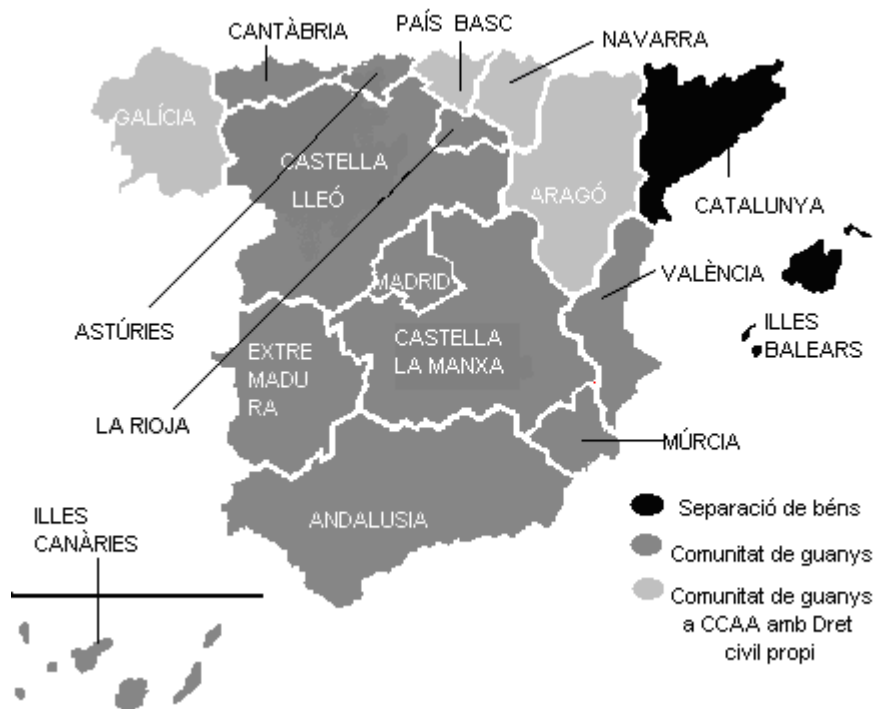 CANTÀBRIA
PAÍS BASC
NAVARRA
GALÍCIA
CASTELLA
LLEÓ
ARAGÓ
CATALUNYA
MADRID
VALÈNCIA
ASTÚRIES
ILLES
BALEARS
EXTRE
MADU
RA
CASTELLA
LA MANXA
LA RIOJA
MÚRCIA
ANDALUSIA
ILLES
CANÀRIES
Separació de béns
Comunitat de guanys
Comunitat de guanys
a CCAA amb Dret
civil propi